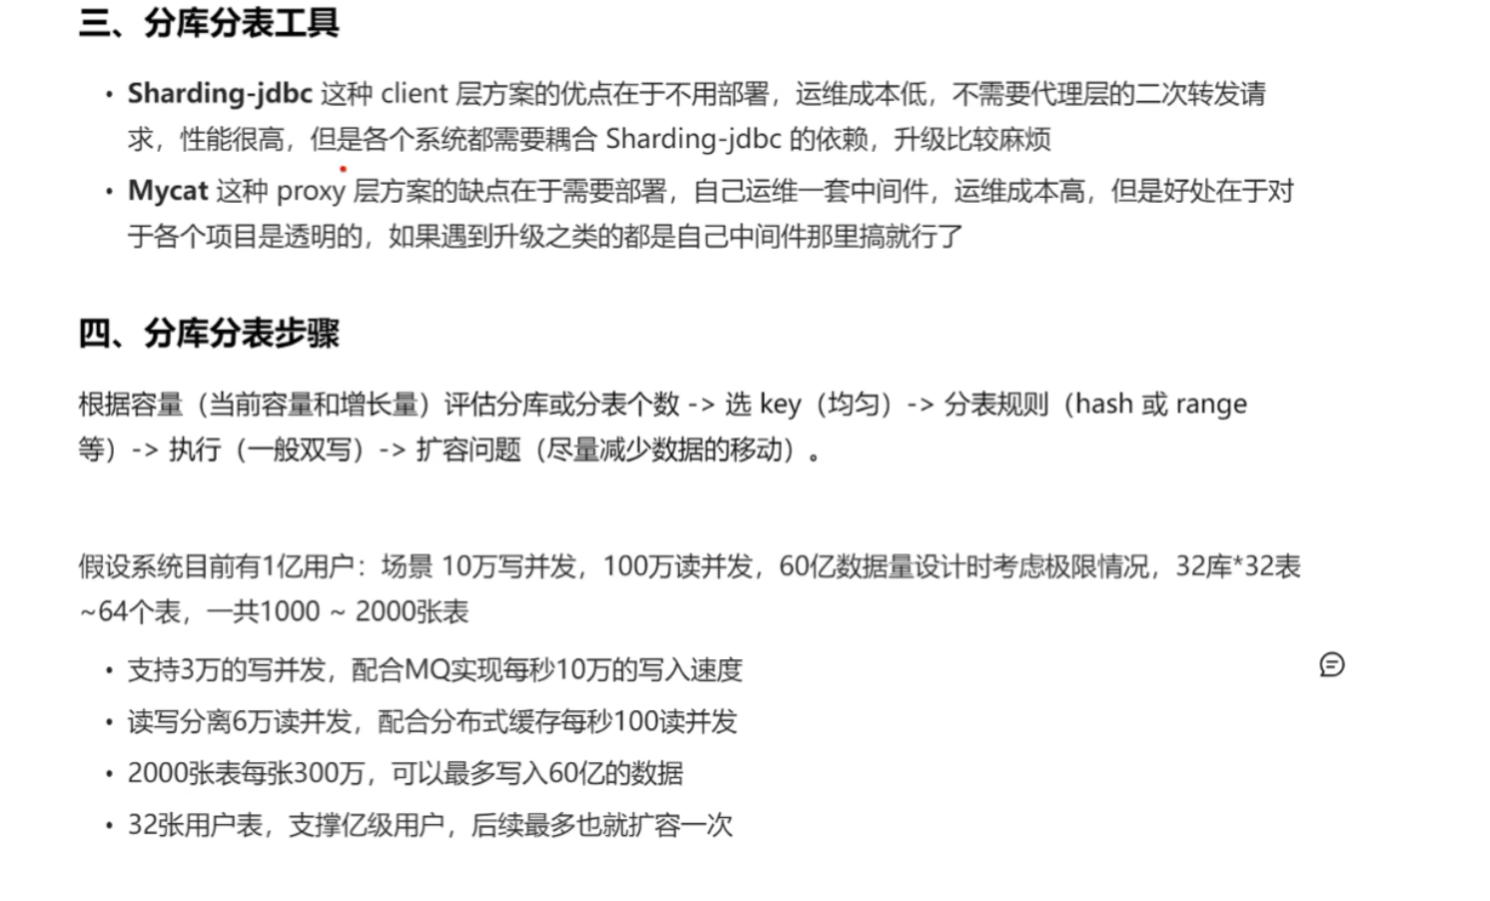 三、分库分表工具
• Sharding-jdbc 这种 client 层方案的优点在于不用部署，运维成本低，不需要代理层的二次转发请
求，性能很高，但是各个系统都需要耦合 Sharding-jdbc 的依赖，升级比较麻烦
• Mycat 这种 proxy 层方案的缺点在于需要部署，自己运维一套中间件，运维成本高，但是好处在于对
于各个项目是透明的，如果遇到升级之类的都是自己中间件那里搞就行了
四、分库分表步骤
根据容量（当前容量和增长量）评估分库或分表个数 -> 选 key（均匀）-> 分表规则（hash 或 range
等）-> 执行（一般双写）-> 扩容问题（尽量减少数据的移动）。
假设系统目前有1亿用户：场景 10万写并发，100万读并发，60亿数据量设计时考虑极限情况，32库*32表
~64个表，一共1000 ~ 2000张表
• 支持3万的写并发，配合MQ实现每秒10万的写入速度
• 读写分离6万读并发，配合分布式缓存每秒100读并发
• 2000张表每张300万，可以最多写入60亿的数据
• 32张用户表，支撑亿级用户，后续最多也就扩容一次